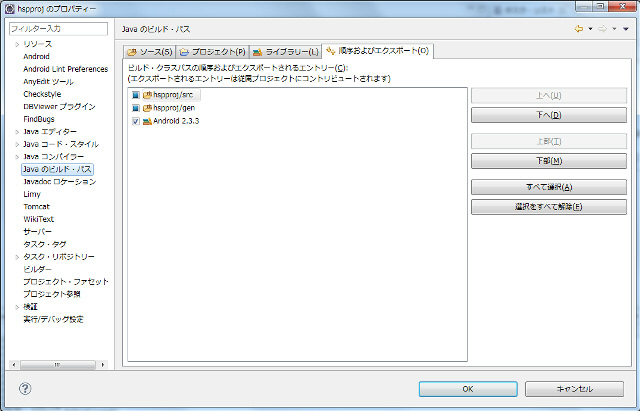 hspproj のプロパティー
フィルター入力
リソース
Android
Android Lint Preferences
AnyEdit ツール
Checkstyle
DBViewer プラグイン
FindBugs
Java エディター
Java コード・スタイル
Java コンパイラー
Java のビルド・パス
Javadoc ロケーション
Limy
Tomcat
WikiText
サーバー
タスク・タグ
タスク・リポジトリー
ビルダー
プロジェクト・ファセット
プロジェクト参照
検証
実行/デバッグ設定
Java のビルド・パス
ソース(S)
プロジェクト(P)
ライブラリー(L)
順序およびエクスポート(O)
ビルド・クラスパスの順序およびエクスポートされるエントリー(C):
(エクスポートされるエントリーは従属プロジェクトにコントリビュートされます)
hspproj/src
hspproj/gen
Android 2.3.3
上へ(U)
下へ(D)
上部(T)
下部(M)
すべて選択(A)
選択をすべて解除(E)
OK
キャンセル